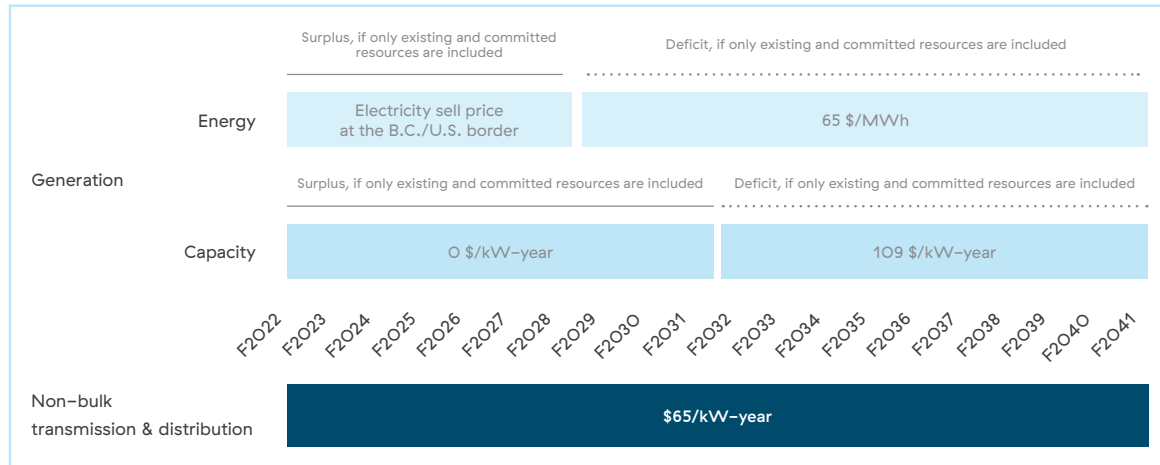 Surplus, if only existing and committed
resources are included
Deficit, if only existing and committed resources are included
Energy
Electricity sell price
at the B.C./U.S. border
65 $/MWh
Generation
Surplus, if only existing and committed resources are included
Deficit, if only existing and committed resources are included
Capacity
0 $/kW–year
109 $/kW–year
F2022
F2023
F2024
F2025
F2026
F2027
F2028
F2029
F2030
F2031
F2032
F2033
F2034
F2035
F2036
F2037
F2038
F2039
F2040
F2041
Non–bulk
transmission & distribution
$65/kW–year